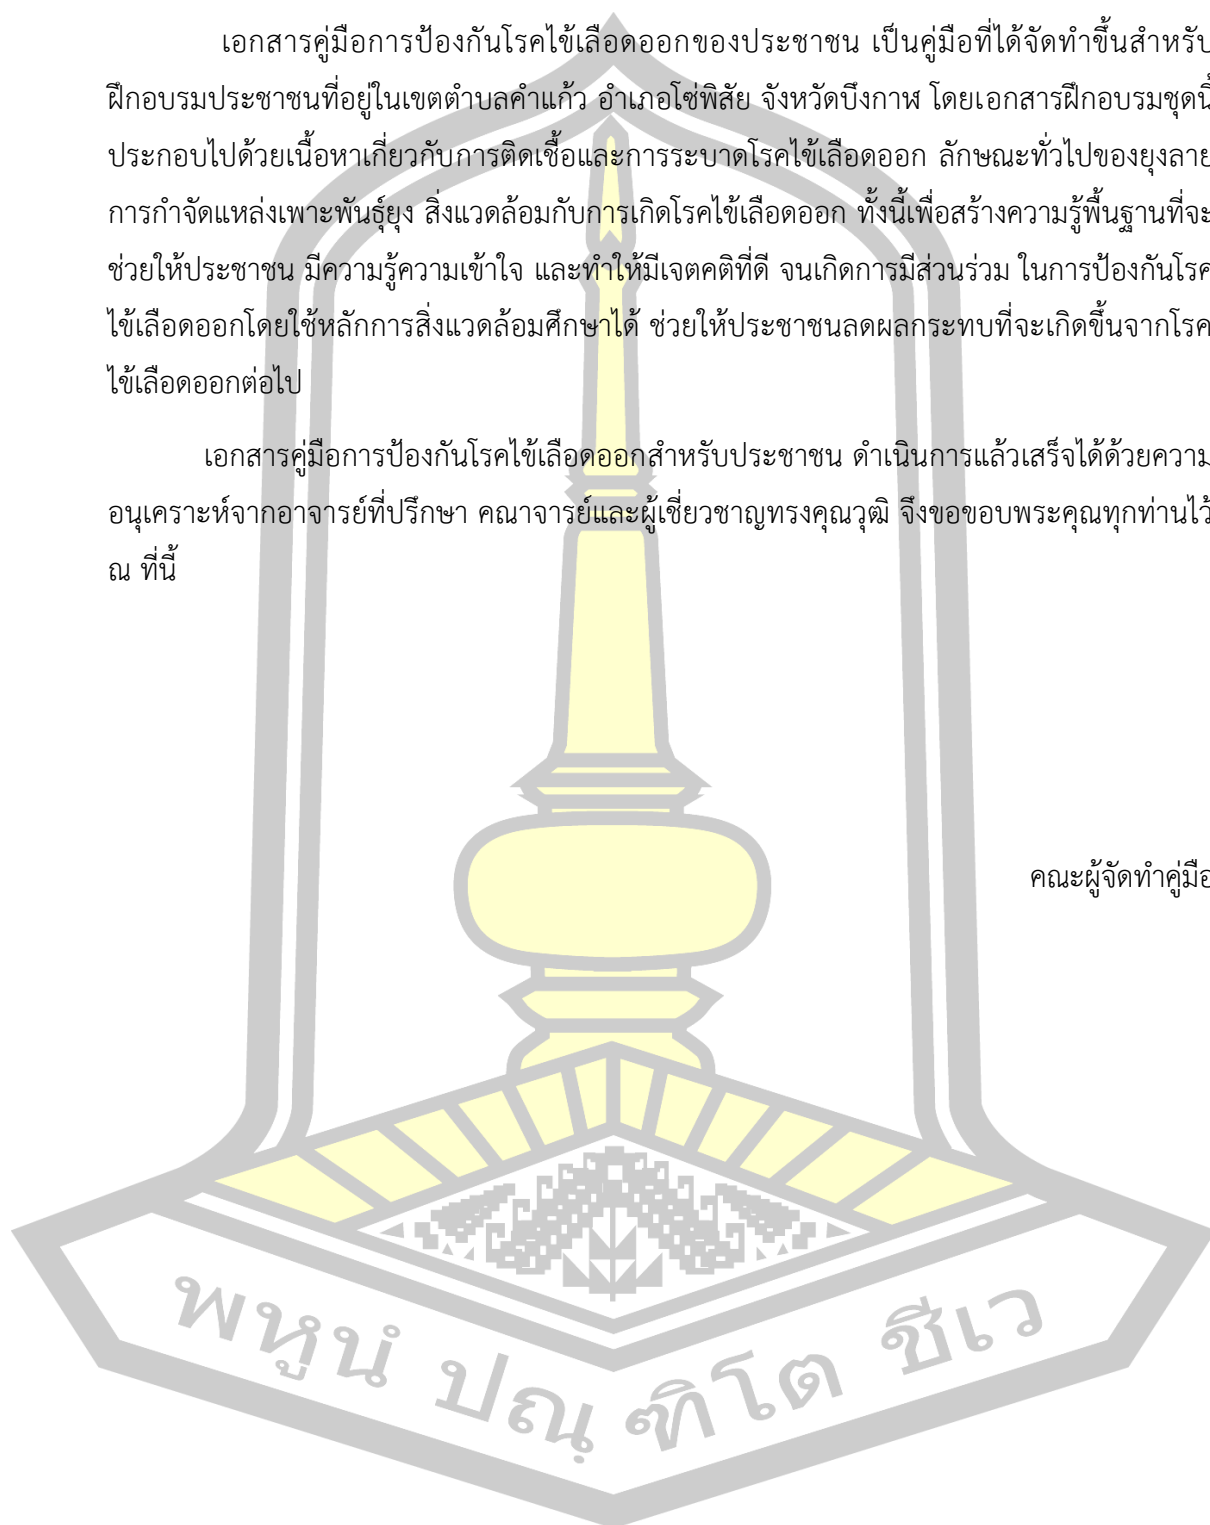 เอกสารคู่มือการป้องกันโรคไข้เลือดออกของประชาชน เป็นคู่มือที่ได้จัดทำขึ้นสำหรับ
ฝึกอบรมประชาชนที่อยู่ในเขตตำบลคำแก้ว อำเภอโซ่พิสัย จังหวัดบึงกาฬ โดยเอกสารฝึกอบรมชุดนี้
ประกอบไปด้วยเนื้อหาเกี่ยวกับการติดเชื้อและการระบาดโรคไข้เลือดออก ลักษณะทั่วไปของยุงลาย
การกำจัดแหล่งเพาะพันธุ์ยุง สิ่งแวดล้อมกับการเกิดโรคไข้เลือดออก ทั้งนี้เพื่อสร้างความรู้พื้นฐานที่จะ
ช่วยให้ประชาชน มีความรู้ความเข้าใจ และทำให้มีเจตคติที่ดี จนเกิดการมีส่วนร่วม ในการป้องกันโรค
ไข้เลือดออกโดยใช้หลักการสิ่งแวดล้อมศึกษาได้ ช่วยให้ประชาชนลดผลกระทบที่จะเกิดขึ้นจากโรค
ไข้เลือดออกต่อไป
เอกสารคู่มือการป้องกันโรคไข้เลือดออกสำหรับประชาชน ดำเนินการแล้วเสร็จได้ด้วยความ
อนุเคราะห์จากอาจารย์ที่ปรึกษา คณาจารย์และผู้เชี่ยวชาญทรงคุณวุฒิ จึงขอขอบพระคุณทุกท่านไว้
ณ ที่นี้
คณะผู้จัดทำคู่มือ
พหูนํ ปณฺฑิโต ชีเว